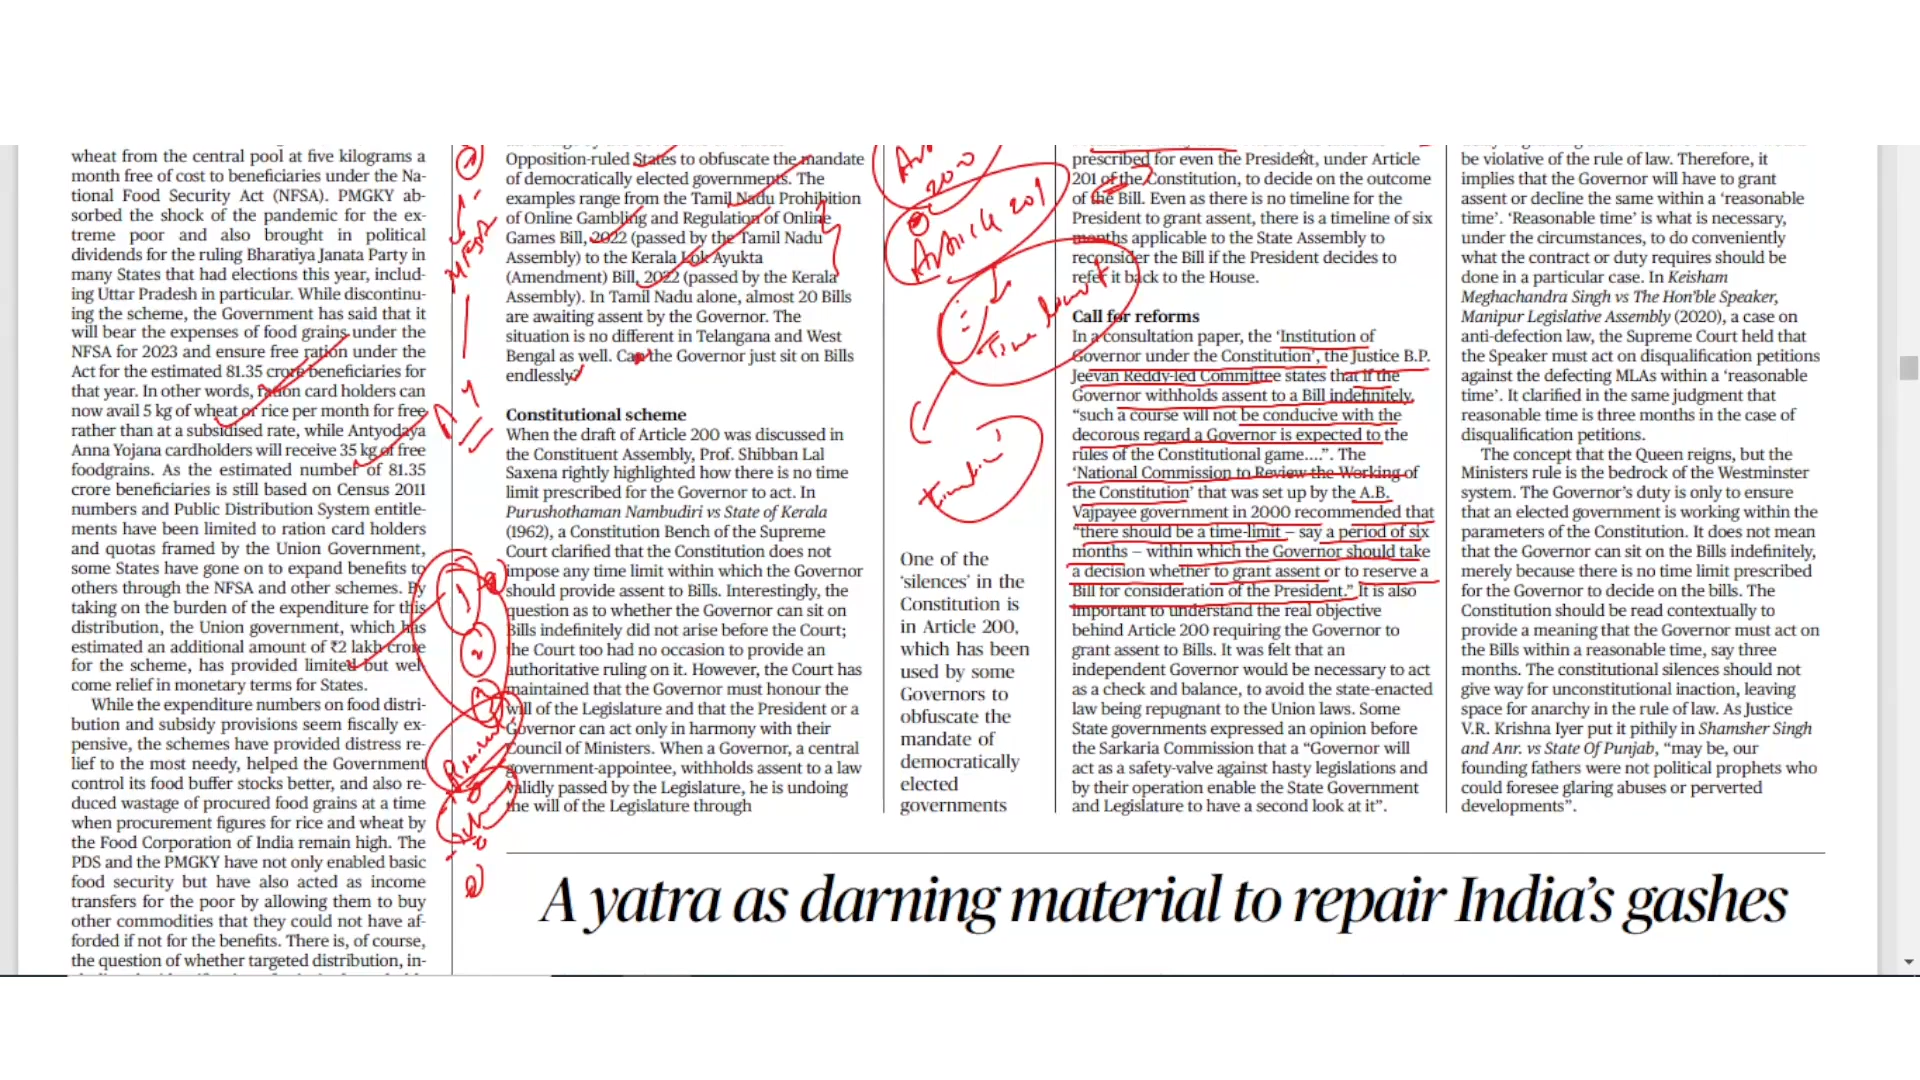 wheat from the central pool at five kilograms a
month free of cost to beneficiaries under the Na-
tional Food Security Act (NFSA). PMGKY ab-
sorbed the shock of the pandemic for the ex-
treme poor and also brought in political
dividends for the ruling Bharatiya Janata Party in
many States that had elections this year, includ-
ing Uttar Pradesh in particular. While discontinu-
ing the scheme, the Government has said that it
will bear the expenses of food grains under the
NFSA for 2023 and ensure free ration under the
Act for the estimated 81.35 crore beneficiaries for
that year. In other words, ration card holders can
now avail 5 kg of wheat or rice per month for free
rather than at a subsidised rate, while Antyodaya
Anna Yojana cardholders will receive 35 kg of free
foodgrains. As the estimated number of 81.35
crore beneficiaries is still based on Census 2011
numbers and Public Distribution System entitle-
ments have been limited to ration card holders
and quotas framed by the Union Government,
some States have gone on to expand benefits to
others through the NFSA and other schemes. By
taking on the burden of the expenditure for this
distribution, the Union government, which has
estimated an additional amount of ₹2 lakh crore
for the scheme, has provided limited but wel-
come relief in monetary terms for States.
While the expenditure numbers on food distri-
bution and subsidy provisions seem fiscally ex-
pensive, the schemes have provided distress re-
lief to the most needy, helped the Government
control its food buffer stocks better, and also re-
duced wastage of procured food grains at a time
when procurement figures for rice and wheat by
the Food Corporation of India remain high. The
PDS and the PMGKY have not only enabled basic
food security but have also acted as income
transfers for the poor by allowing them to buy
other commodities that they could not have af-
forded if not for the benefits. There is, of course,
the question of whether targeted distribution, in-
NFSA
Opposition-ruled States to obfuscate the mandate
of democratically elected governments. The
examples range from the Tamil Nadu Prohibition
of Online Gambling and Regulation of Online
Games Bill, 2022 (passed by the Tamil Nadu
Assembly) to the Kerala Lok Ayukta
(Amendment) Bill, 2022 (passed by the Kerala
Assembly). In Tamil Nadu alone, almost 20 Bills
are awaiting assent by the Governor. The
situation is no different in Telangana and West
Bengal as well. Can the Governor just sit on Bills
endlessly?
Constitutional scheme
When the draft of Article 200 was discussed in
the Constituent Assembly, Prof. Shibban Lal
Saxena rightly highlighted how there is no time
limit prescribed for the Governor to act. In
Purushothaman Nambudiri vs State of Kerala
(1962), a Constitution Bench of the Supreme
Court clarified that the Constitution does not
impose any time limit within which the Governor
should provide assent to Bills. Interestingly, the
question as to whether the Governor can sit on
Bills indefinitely did not arise before the Court;
the Court too had no occasion to provide an
authoritative ruling on it. However, the Court has
maintained that the Governor must honour the
will of the Legislature and that the President or a
Governor can act only in harmony with their
Council of Ministers. When a Governor, a central
government-appointee, withholds assent to a law
validly passed by the Legislature, he is undoing
the will of the Legislature through
200
Article 201
Time limit
One of the
‘silences’ in the
Constitution is
in Article 200,
which has been
used by some
Governors to
obfuscate the
mandate of
democratically
elected
governments
prescribed for even the President, under Article
201 of the Constitution, to decide on the outcome
of the Bill. Even as there is no timeline for the
President to grant assent, there is a timeline of six
months applicable to the State Assembly to
reconsider the Bill if the President decides to
refer it back to the House.
Call for reforms
In a consultation paper, the ‘Institution of
Governor under the Constitution’, the Justice B.P.
Jeevan Reddy-led Committee states that if the
Governor withholds assent to a Bill indefinitely,
“such a course will not be conducive with the
decorous regard a Governor is expected to the
rules of the Constitutional game....”. The
‘National Commission to Review the Working of
the Constitution’ that was set up by the A.B.
Vajpayee government in 2000 recommended that
“there should be a time-limit – say a period of six
months – within which the Governor should take
a decision whether to grant assent or to reserve a
Bill for consideration of the President.” It is also
important to understand the real objective
behind Article 200 requiring the Governor to
grant assent to Bills. It was felt that an
independent Governor would be necessary to act
as a check and balance, to avoid the state-enacted
law being repugnant to the Union laws. Some
State governments expressed an opinion before
the Sarkaria Commission that a “Governor will
act as a safety-valve against hasty legislations and
by their operation enable the State Government
and Legislature to have a second look at it”.
be violative of the rule of law. Therefore, it
implies that the Governor will have to grant
assent or decline the same within a ‘reasonable
time’. ‘Reasonable time’ is what is necessary,
under the circumstances, to do conveniently
what the contract or duty requires should be
done in a particular case. In Keisham
Meghachandra Singh vs The Hon’ble Speaker,
Manipur Legislative Assembly (2020), a case on
anti-defection law, the Supreme Court held that
the Speaker must act on disqualification petitions
against the defecting MLAs within a ‘reasonable
time’. It clarified in the same judgment that
reasonable time is three months in the case of
disqualification petitions.
The concept that the Queen reigns, but the
Ministers rule is the bedrock of the Westminster
system. The Governor’s duty is only to ensure
that an elected government is working within the
parameters of the Constitution. It does not mean
that the Governor can sit on the Bills indefinitely,
merely because there is no time limit prescribed
for the Governor to decide on the bills. The
Constitution should be read contextually to
provide a meaning that the Governor must act on
the Bills within a reasonable time, say three
months. The constitutional silences should not
give way for unconstitutional inaction, leaving
space for anarchy in the rule of law. As Justice
V.R. Krishna Iyer put it pithily in Shamsher Singh
and Anr. vs State Of Punjab, “may be, our
founding fathers were not political prophets who
could foresee glaring abuses or perverted
developments”.
A yatra as darning material to repair India’s gashes